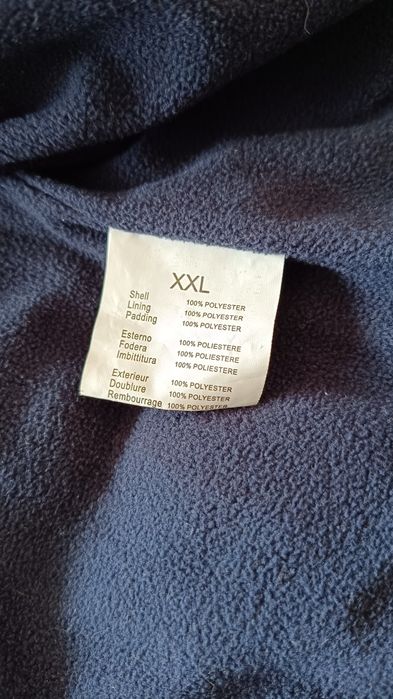 XXL
Shell 100% POLYESTER
Lining 100% POLYESTER
Padding 100% POLYESTER
Esterno 100% POLIESTERE
Fodera 100% POLIESTERE
Imbittitura 100% POLIESTERE
Exterieur 100% POLYESTER
Doublure 100% POLYESTER
Rembourrage 100% POLYESTER